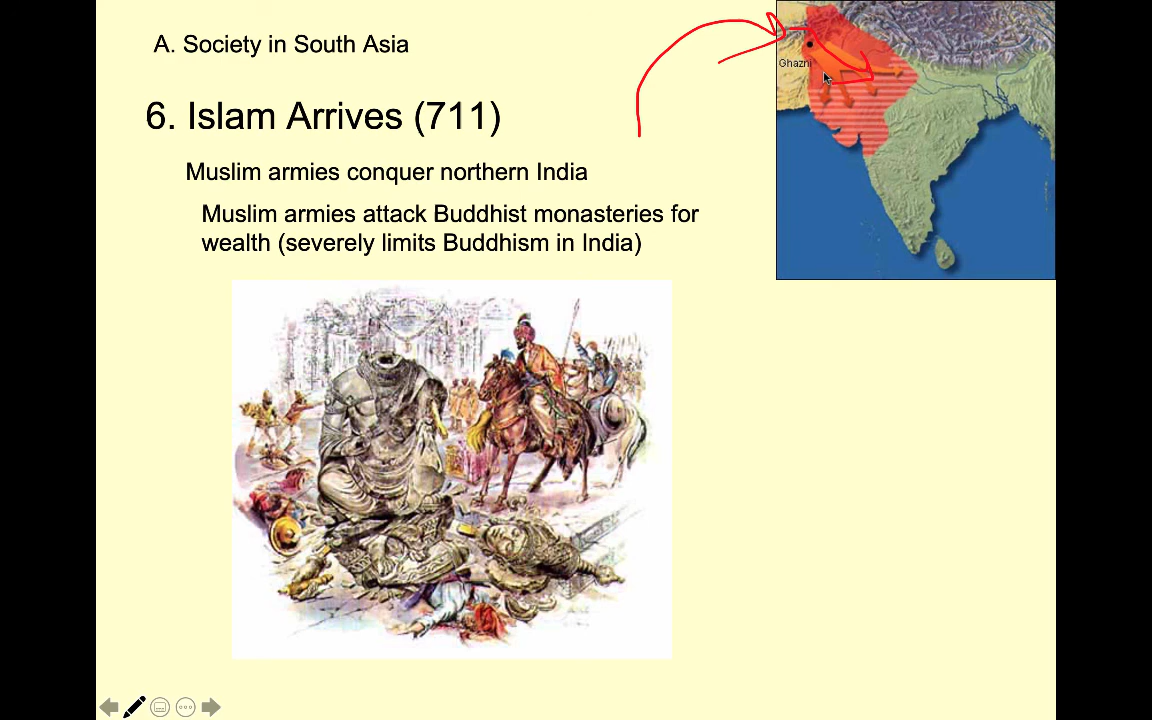 A. Society in South Asia
6. Islam Arrives (711)
Muslim armies conquer northern India
Muslim armies attack Buddhist monasteries for
wealth (severely limits Buddhism in India)
Ghazni